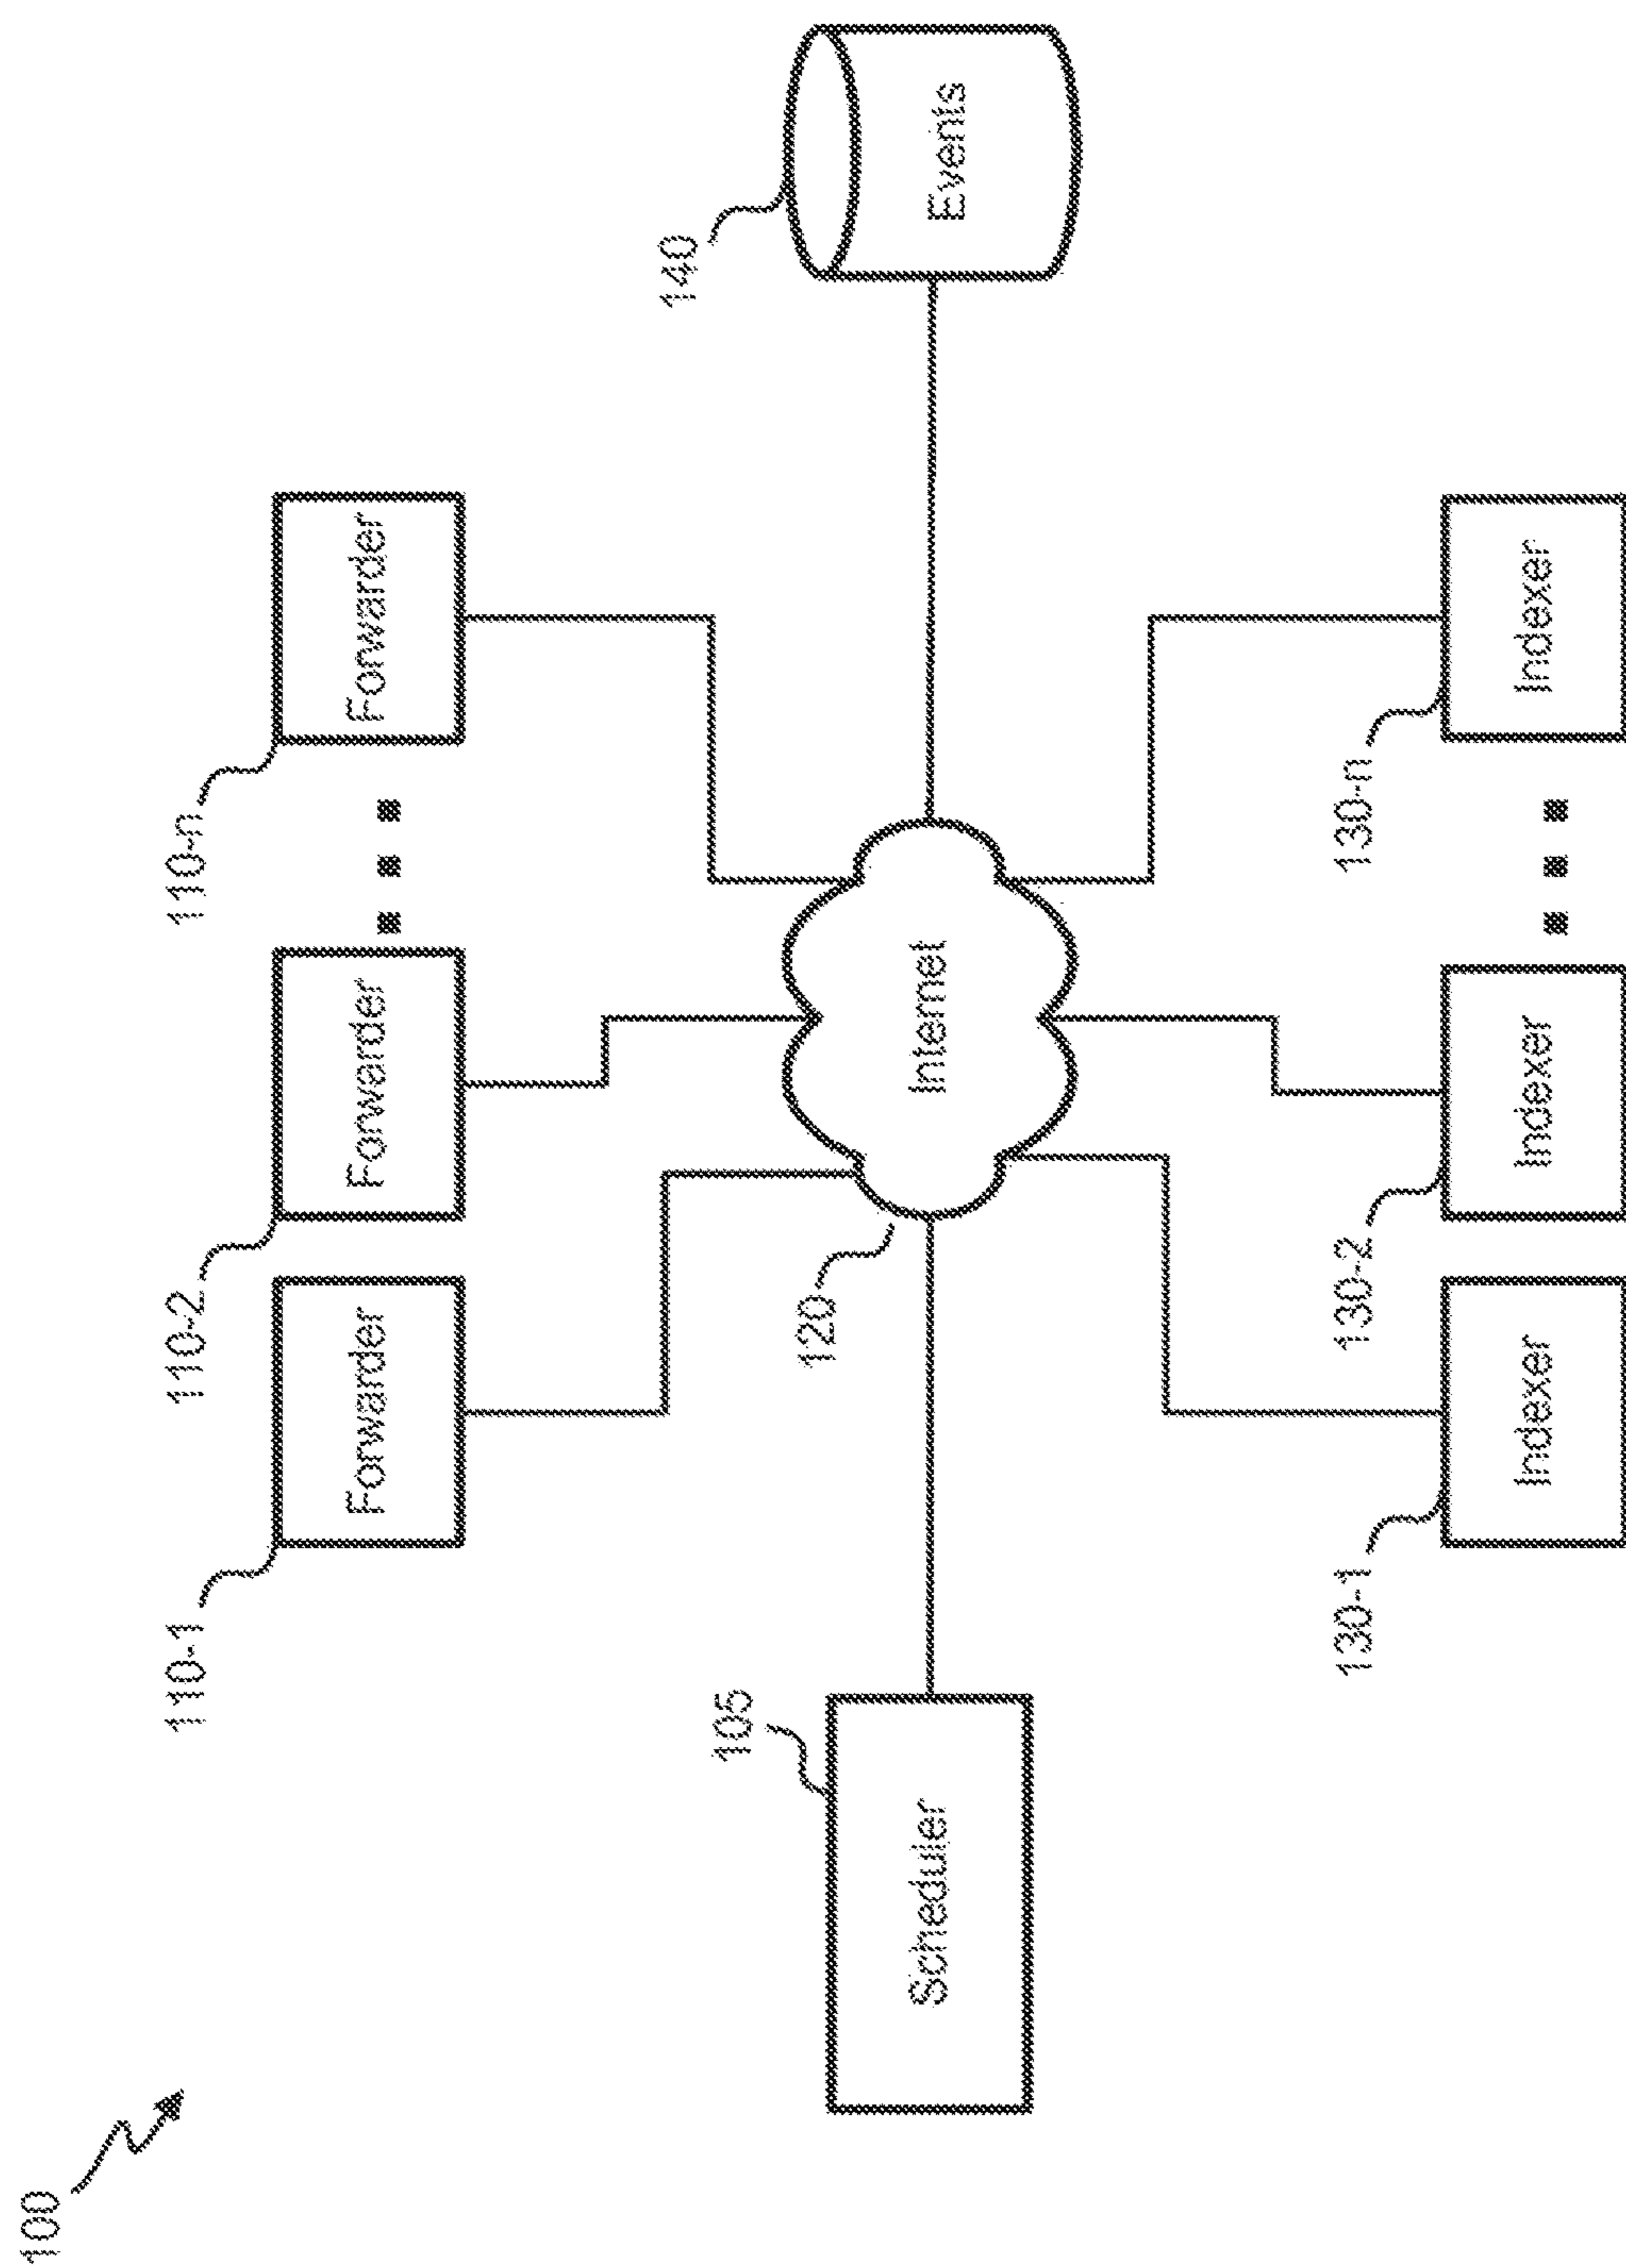 100
110-1
110-2
110-n
Forwarder
Forwarder
Forwarder
105
120
140
Scheduler
Internet
Events
130-1
130-2
130-n
Indexer
Indexer
Indexer